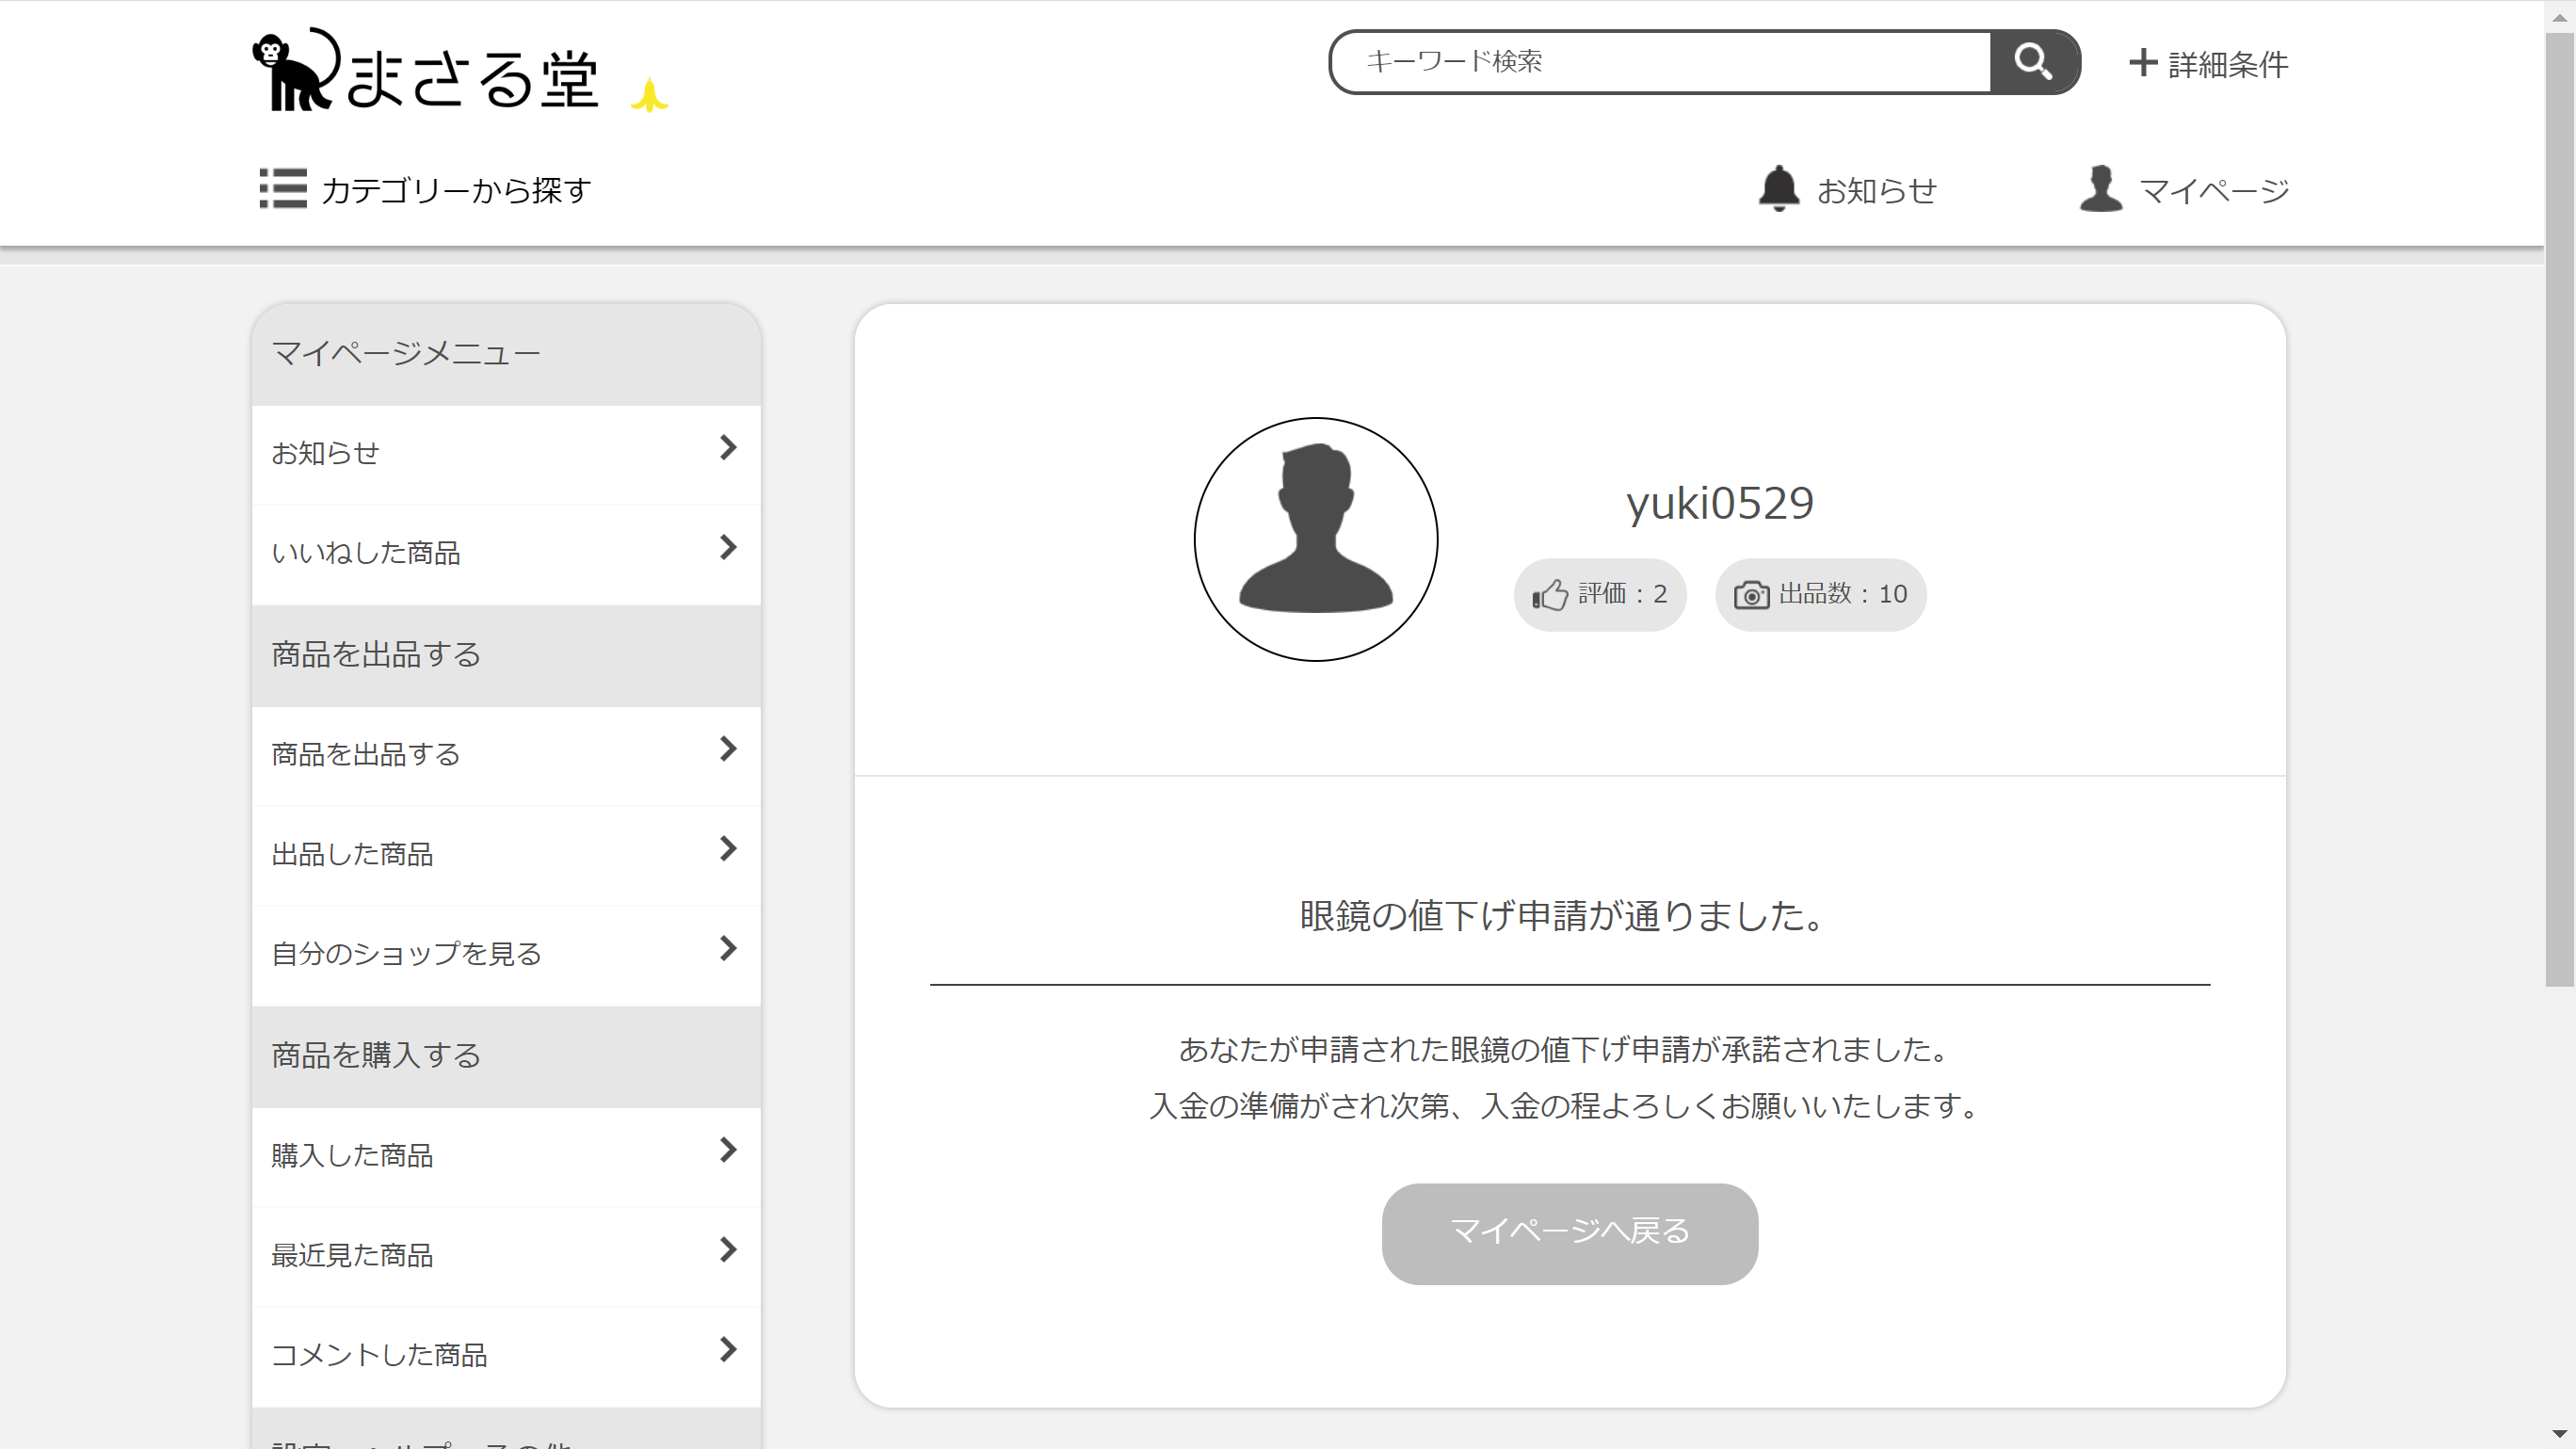 まさる堂
キーワード検索
詳細条件
カテゴリーから探す
お知らせ
マイページ
マイページメニュー
お知らせ
いいねした商品
商品を出品する
商品を出品する
出品した商品
自分のショップを見る
商品を購入する
購入した商品
最近見た商品
コメントした商品
yuki0529
評価：2
出品数：10
眼鏡の値下げ申請が通りました。
あなたが申請された眼鏡の値下げ申請が承諾されました。
入金の準備がされ次第、入金の程よろしくお願いいたします。
マイページへ戻る